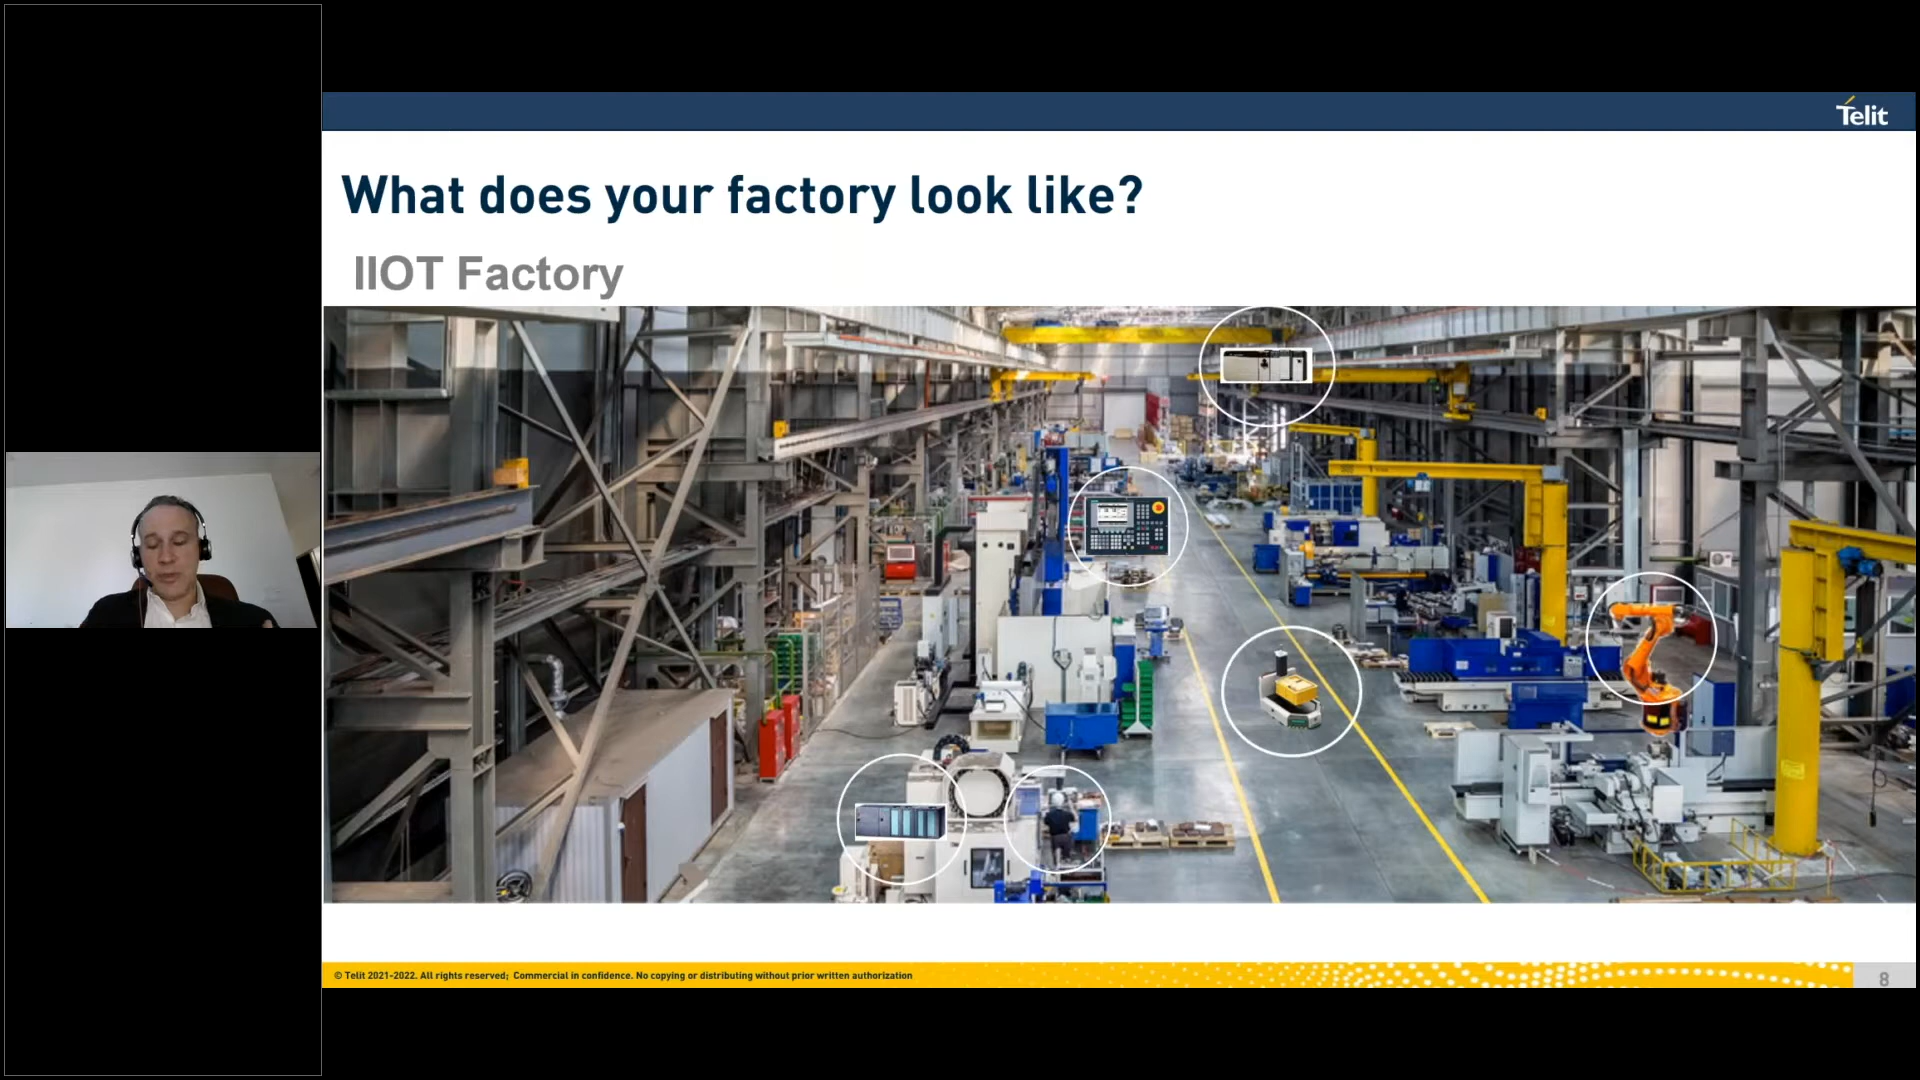 Telit
What does your factory look like?
IIOT Factory
© Telit 2021-2022. All rights reserved; Commercial in confidence. No copying or distributing without prior written authorization
8